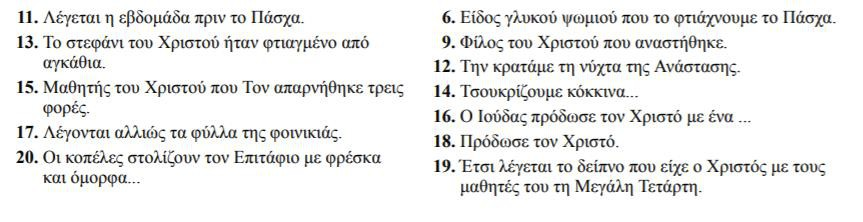 11. Λέγεται η εβδομάδα πριν το Πάσχα.
13. Το στεφάνι του Χριστού ήταν φτιαγμένο από
αγκάθια.
15. Μαθητής του Χριστού που Τον απαρνήθηκε τρεις
φορές.
17. Λέγονται αλλιώς τα φύλλα της φοινικιάς.
20. Οι κοπέλες στολίζουν τον Επιτάφιο με φρέσκα
και όμορφα...
6. Είδος γλυκού ψωμιού που το φτιάχνουμε το Πάσχα.
9. Φίλος του Χριστού που αναστήθηκε.
12. Την κρατάμε τη νύχτα της Ανάστασης.
14. Τσουκρίζουμε κόκκινα...
16. Ο Ιούδας πρόδωσε τον Χριστό με ένα ...
18. Πρόδωσε τον Χριστό.
19. Έτσι λέγεται το δείπνο που είχε ο Χριστός με τους
μαθητές του τη Μεγάλη Τετάρτη.